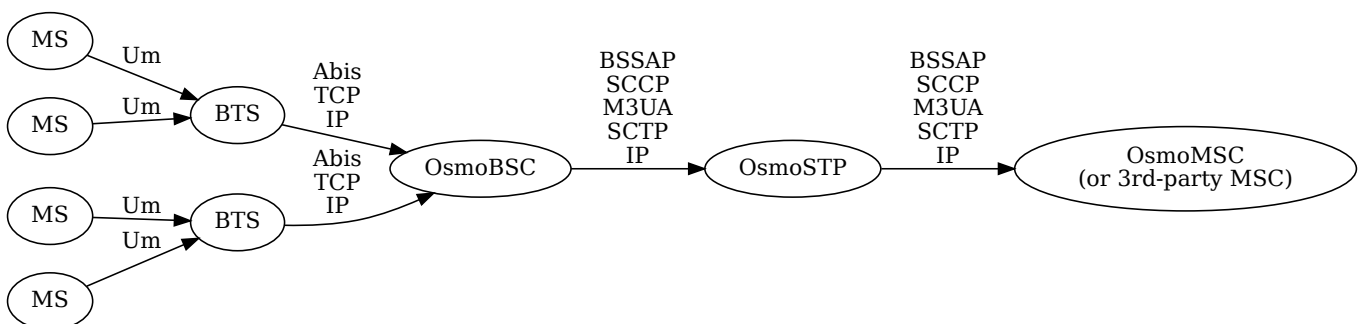 MS
Um
MS
Um
BTS
Abis
TCP
IP
MS
Um
MS
Um
BTS
Abis
TCP
IP
OsmoBSC
BSSAP
SCCP
M3UA
SCTP
IP
OsmoSTP
BSSAP
SCCP
M3UA
SCTP
IP
OsmoMSC
(or 3rd-party MSC)